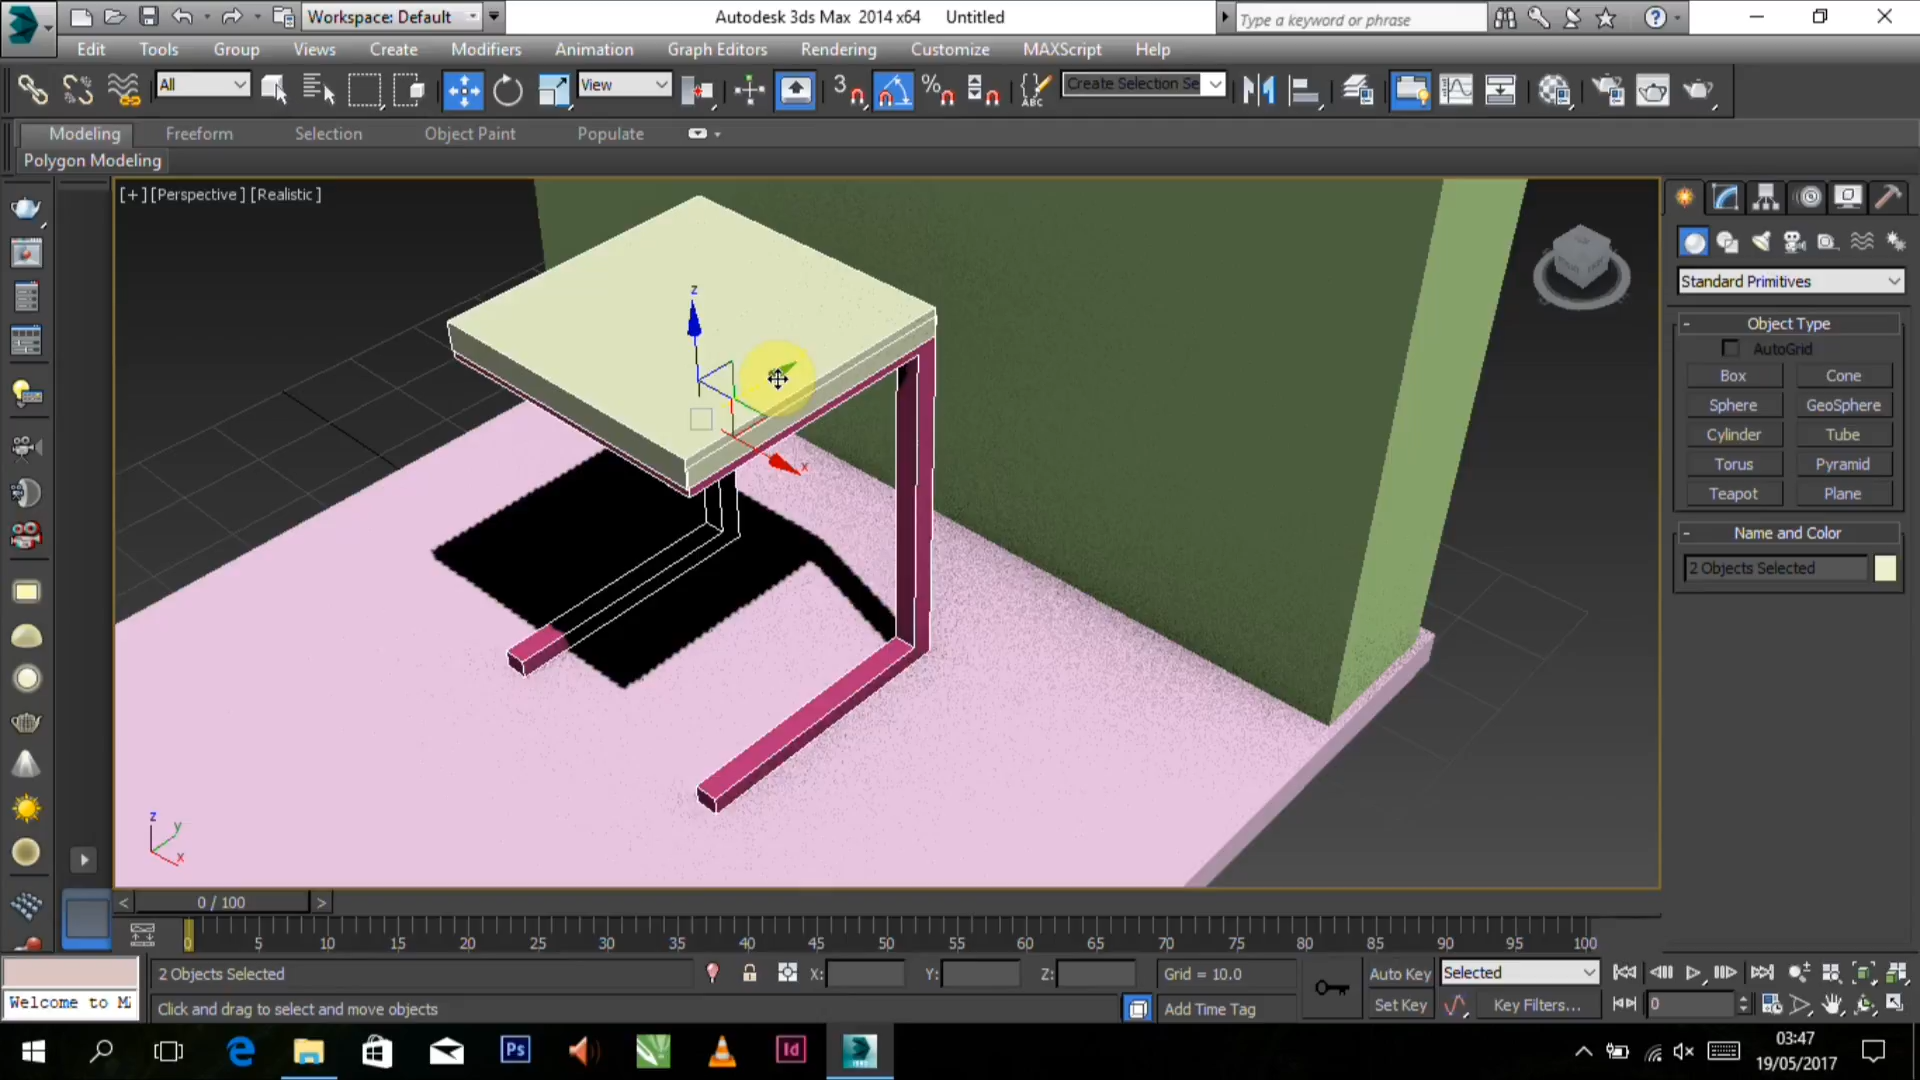 Workspace: Default
Autodesk 3ds Max 2014 x64 Untitled
Type a keyword or phrase
Edit Tools Group Views Create Modifiers Animation Graph Editors Rendering Customize MAXScript Help
All
View
3
%
ABC
Create Selection Se
Modeling Freeform Selection Object Paint Populate
Polygon Modeling
[+] [Perspective] [Realistic]
z
x
Standard Primitives
- Object Type
AutoGrid
Box Cone
Sphere GeoSphere
Cylinder Tube
Torus Pyramid
Teapot Plane
- Name and Color
2 Objects Selected
z
y
x
< 0 / 100 >
0 5 10 15 20 25 30 35 40 45 50 55 60 65 70 75 80 85 90 95 100
2 Objects Selected X: Y: Z: Grid = 10.0 Auto Key Selected
Welcome to M
Click and drag to select and move objects Add Time Tag Set Key Key Filters... 0
Ps
Id
03:47
19/05/2017